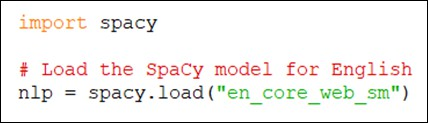 import spacy
# Load the SpaCy model for English
nlp = spacy.load("en_core_web_sm")